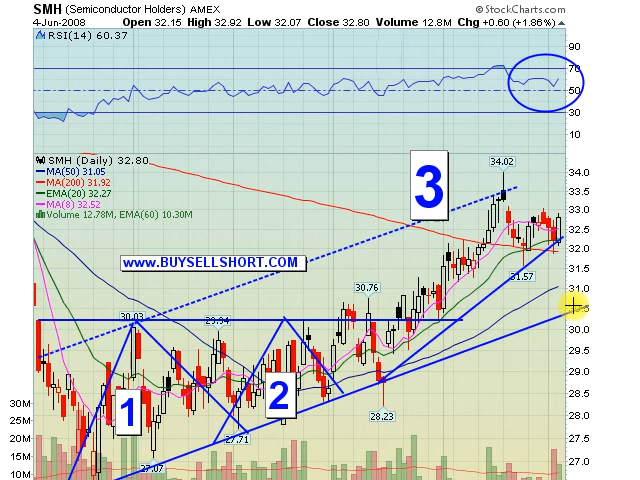 SMH (Semiconductor Holders) AMEX © StockCharts.com
4-Jun-2008 Open 32.15 High 32.92 Low 32.07 Close 32.80 Volume 12.8M Chg +0.60 (+1.86%)
RSI(14) 60.37
90
70
50
30
10
SMH (Daily) 32.80
MA(50) 31.05
MA(200) 31.92
EMA(20) 32.27
MA(8) 32.52
Volume 12.78M, EMA(60) 10.30M
3
34.02
34.0
33.5
33.0
32.5
32.0
31.5
31.0
30.5
30.0
29.5
29.0
28.5
28.0
27.5
27.0
www.BUYSELLSHORT.COM
31.57
30.76
30.03
29.94
1
2
28.23
27.71
27.07
30M
25M
20M
15M
10M